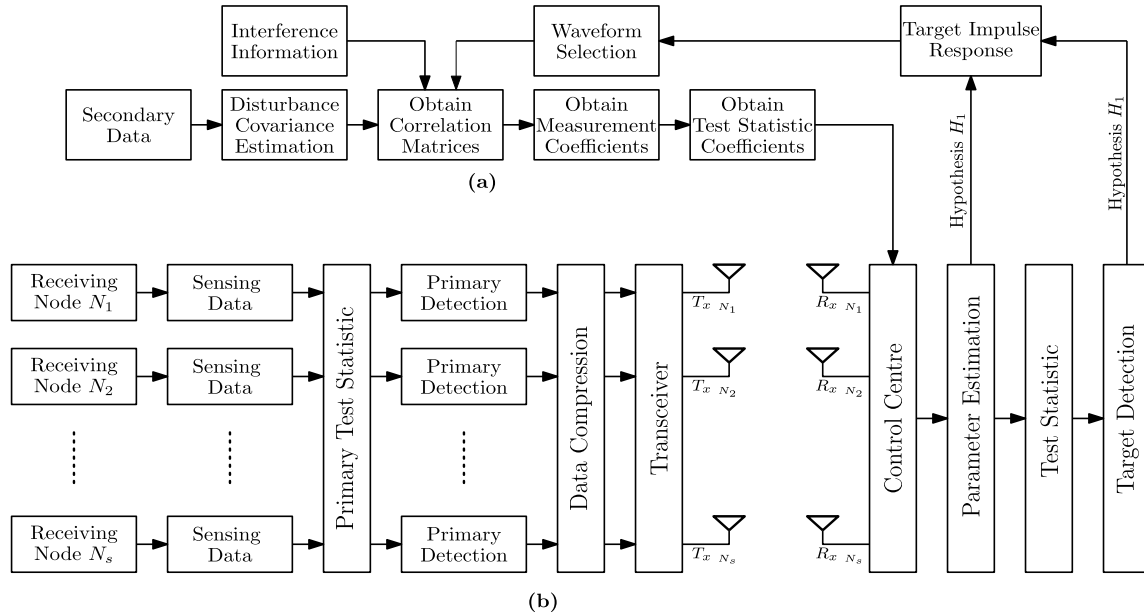 Interference
Information
Waveform
Selection
Target Impulse
Response
Secondary
Data
Disturbance
Covariance
Estimation
Obtain
Correlation
Matrices
Obtain
Measurement
Coefficients
Obtain
Test Statistic
Coefficients
(a)
Hypothesis H₁
Hypothesis H₁
Receiving
Node N₁
Sensing
Data
Primary Test Statistic
Primary
Detection
Data Compression
Transceiver
Tₓ N₁
Rₓ N₁
Control Centre
Parameter Estimation
Test Statistic
Target Detection
Receiving
Node N₂
Sensing
Data
Primary
Detection
Tₓ N₂
Rₓ N₂
Receiving
Node Nₛ
Sensing
Data
Primary
Detection
Tₓ Nₛ
Rₓ Nₛ
(b)